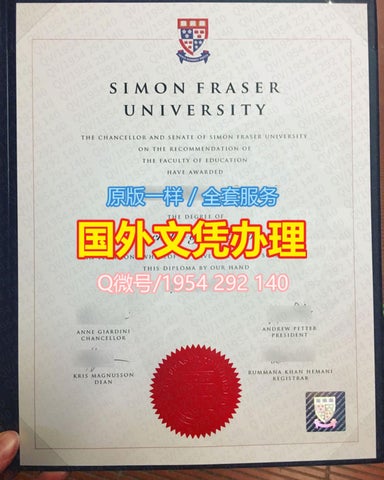 SIMON FRASER
UNIVERSITY
THE CHANCELLOR AND SENATE OF SIMON FRASER UNIVERSITY
ON THE RECOMMENDATION OF
THE FACULTY OF EDUCATION
HAVE AWARDED
原版一样 / 全套服务
THE DEGREE OF
国外文凭办理
THIS DIPLOMA BY OUR HAND
Q微号/1954 292 140
ANNE GIARDINI
CHANCELLOR
ANDREW PETTER
PRESIDENT
KRIS MAGNUSSON
DEAN
RUMMANA KHAN HEMANI
REGISTRAR